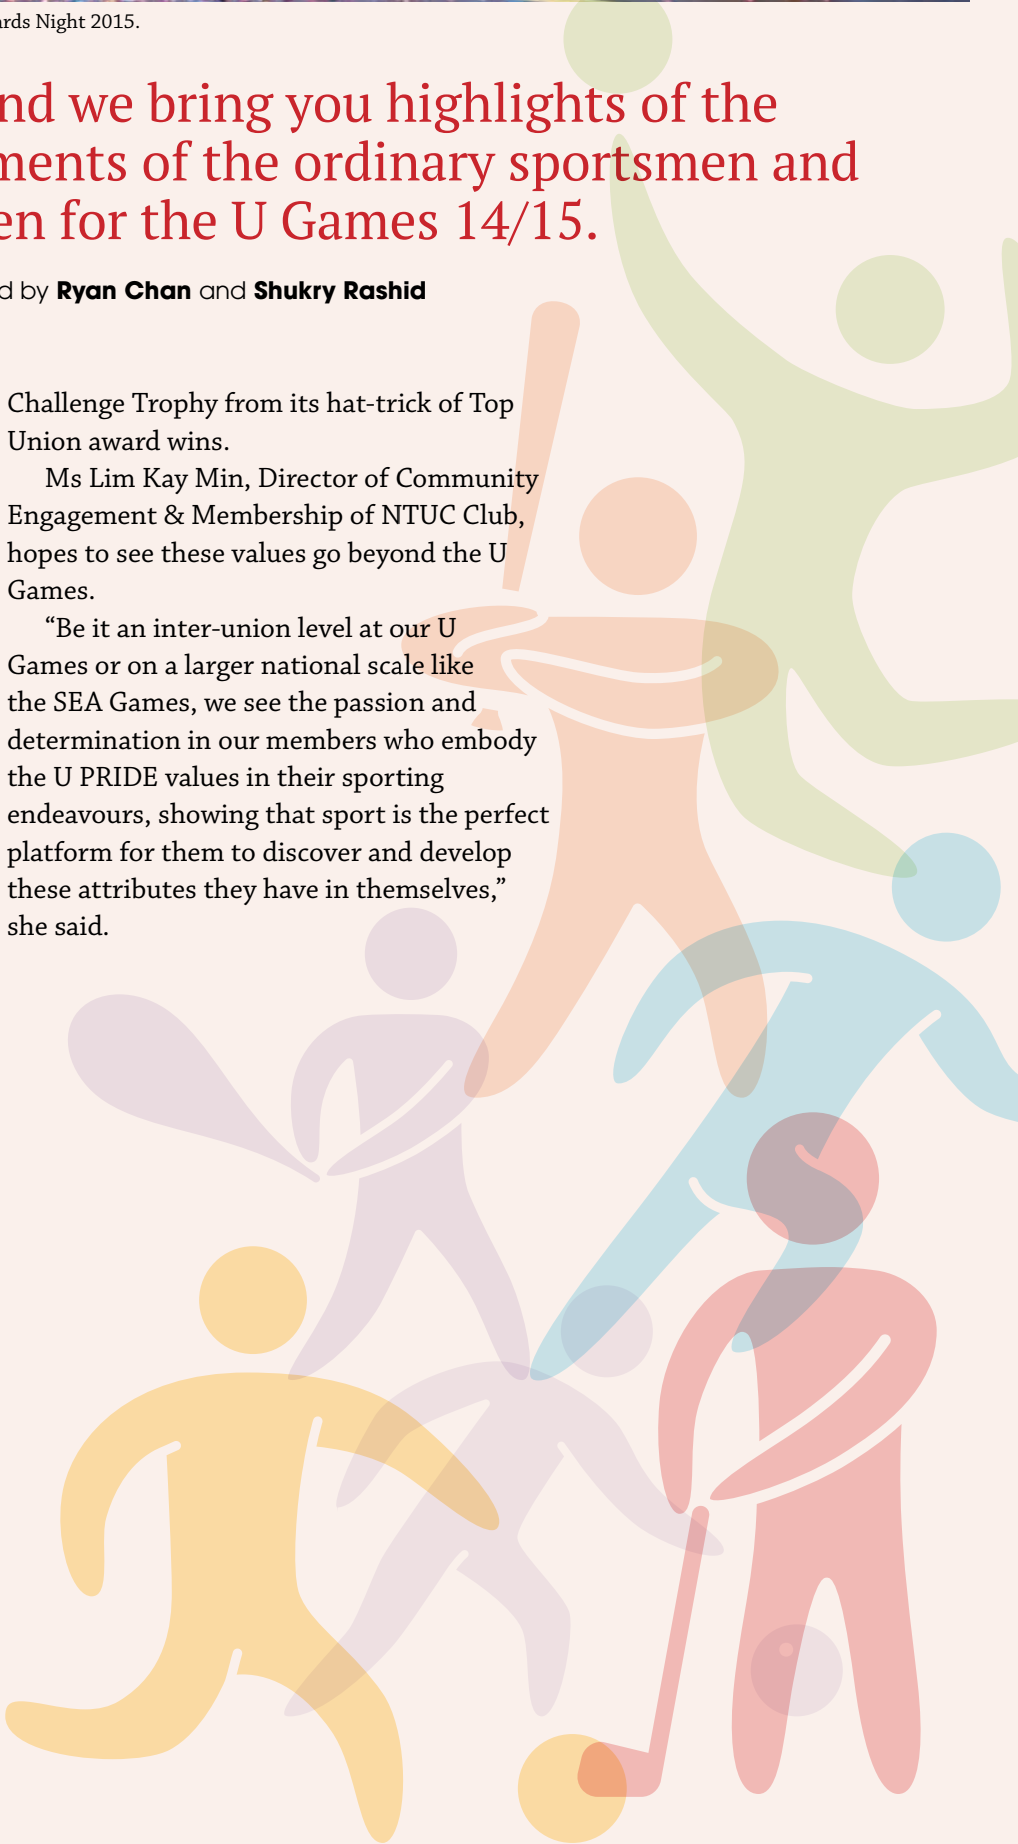 ards Night 2015.
nd we bring you highlights of the
ments of the ordinary sportsmen and
en for the U Games 14/15.
d by Ryan Chan and Shukry Rashid
Challenge Trophy from its hat-trick of Top
Union award wins.
Ms Lim Kay Min, Director of Community
Engagement & Membership of NTUC Club,
hopes to see these values go beyond the U
Games.
“Be it an inter-union level at our U
Games or on a larger national scale like
the SEA Games, we see the passion and
determination in our members who embody
the U PRIDE values in their sporting
endeavours, showing that sport is the perfect
platform for them to discover and develop
these attributes they have in themselves,”
she said.